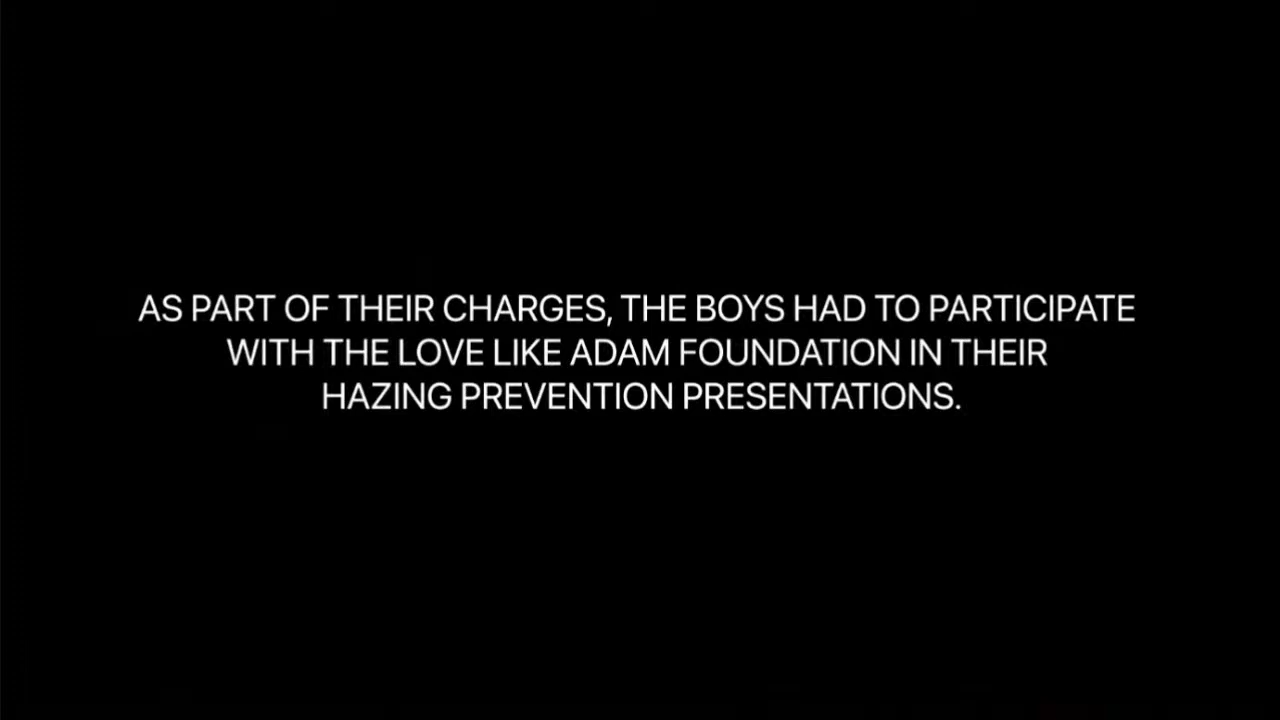 AS PART OF THEIR CHARGES, THE BOYS HAD TO PARTICIPATE
WITH THE LOVE LIKE ADAM FOUNDATION IN THEIR
HAZING PREVENTION PRESENTATIONS.